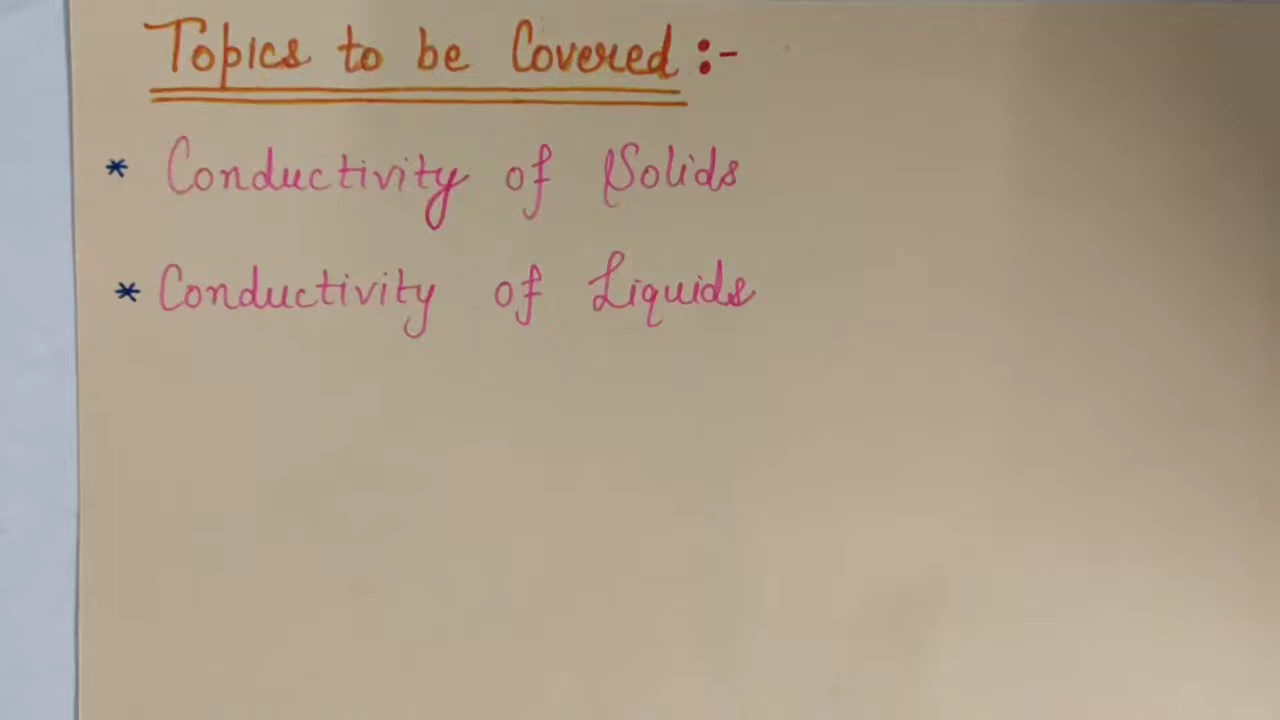 Topics to be Covered :-
* Conductivity of Solids
* Conductivity of Liquids